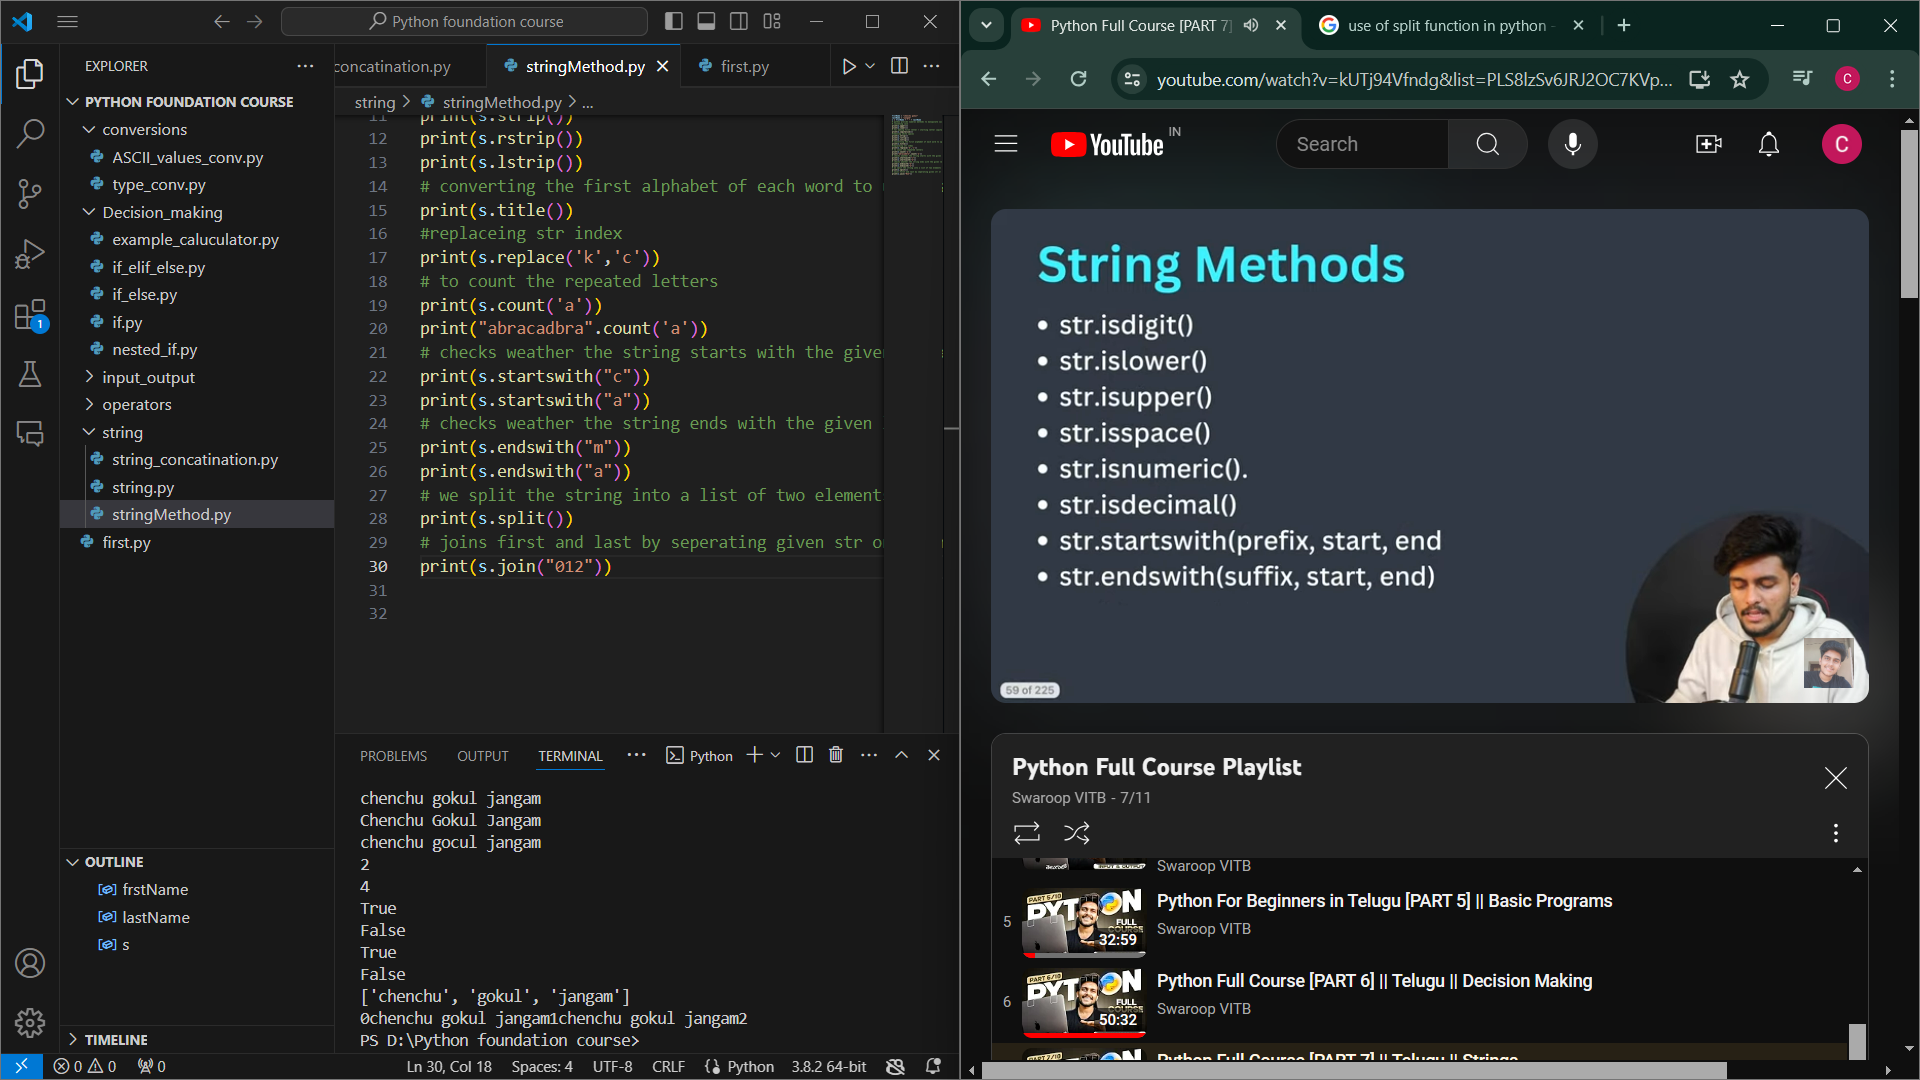 Python foundation course
EXPLORER
PYTHON FOUNDATION COURSE
conversions
ASCII_values_conv.py
type_conv.py
Decision_making
example_caluculator.py
if_elif_else.py
if_else.py
if.py
nested_if.py
input_output
operators
string
string_concatination.py
string.py
stringMethod.py
first.py
1
OUTLINE
frstName
lastName
s
TIMELINE
concatination.py
stringMethod.py
first.py
string > stringMethod.py > ...
11 print(s.strip())
12 print(s.rstrip())
13 print(s.lstrip())
14 # converting the first alphabet of each word to
15 print(s.title())
16 #replaceing str index
17 print(s.replace('k','c'))
18 # to count the repeated letters
19 print(s.count('a'))
20 print("abracadbra".count('a'))
21 # checks weather the string starts with the given
22 print(s.startswith("c"))
23 print(s.startswith("a"))
24 # checks weather the string ends with the given
25 print(s.endswith("m"))
26 print(s.endswith("a"))
27 # we split the string into a list of two element
28 print(s.split())
29 # joins first and last by seperating given str o
30 print(s.join("012"))
31
32
PROBLEMS OUTPUT TERMINAL ... Python
chenchu gokul jangam
Chenchu Gokul Jangam
chenchu gocul jangam
2
4
True
False
True
False
['chenchu', 'gokul', 'jangam']
0chenchu gokul jangam1chenchu gokul jangam2
PS D:\Python foundation course>
0 0 0 Ln 30, Col 18 Spaces: 4 UTF-8 CRLF Python 3.8.2 64-bit
Python Full Course [PART 7]
use of split function in python -
youtube.com/watch?v=kUTj94Vfndg&list=PLS8lzSv6JRJ2OC7KVp...
C
YouTube IN
Search
C
String Methods
• str.isdigit()
• str.islower()
• str.isupper()
• str.isspace()
• str.isnumeric().
• str.isdecimal()
• str.startswith(prefix, start, end
• str.endswith(suffix, start, end)
59 of 225
Python Full Course Playlist
Swaroop VITB - 7/11
Swaroop VITB
5
PYTHON
FULL
COURSE
32:59
Python For Beginners in Telugu [PART 5] || Basic Programs
Swaroop VITB
6
PYTHON
FULL
COURSE
50:32
Python Full Course [PART 6] || Telugu || Decision Making
Swaroop VITB
Python Full Course [PART 7] || Telugu || Strings